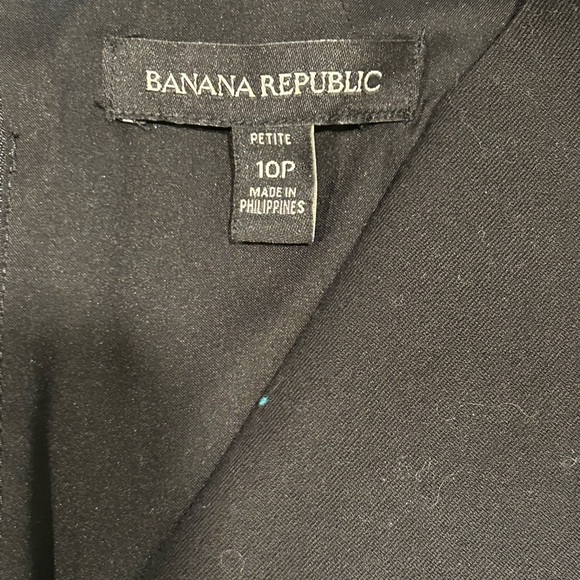 BANANA REPUBLIC
PETITE
10P
MADE IN
PHILIPPINES